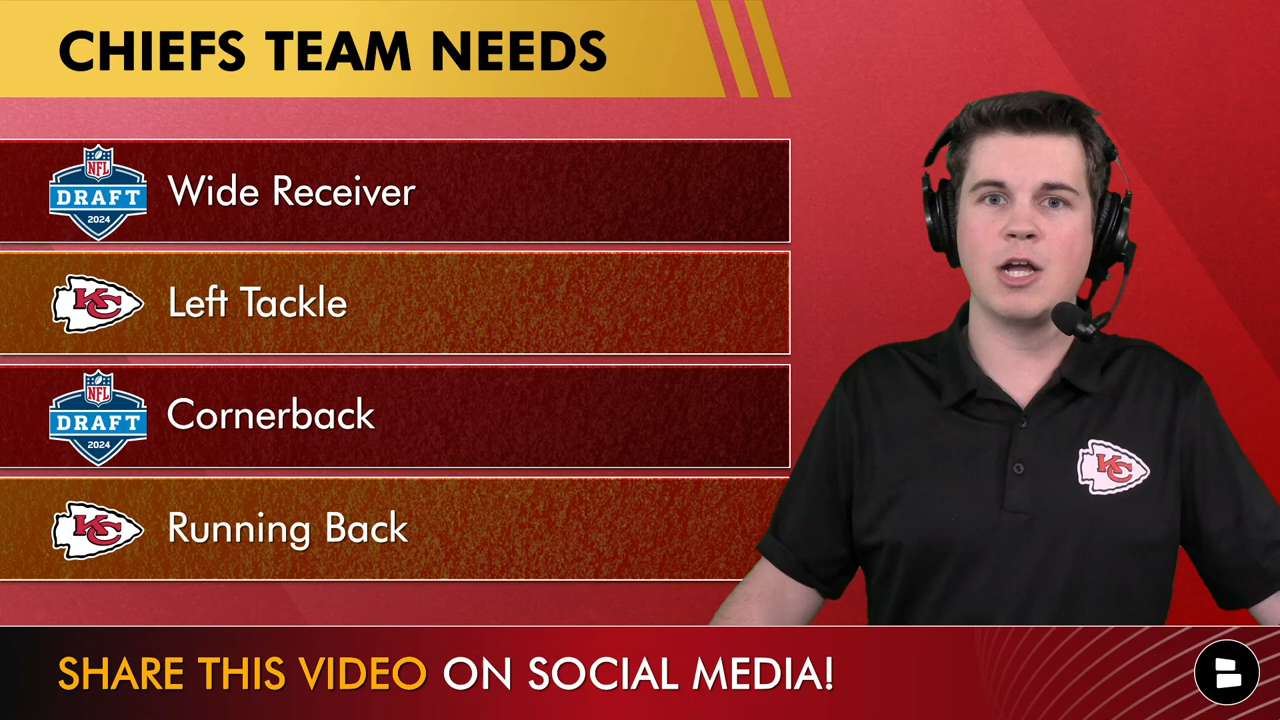 CHIEFS TEAM NEEDS
NFL
DRAFT
2024
Wide Receiver
KC
Left Tackle
NFL
DRAFT
2024
Cornerback
KC
Running Back
KC
SHARE THIS VIDEO ON SOCIAL MEDIA!